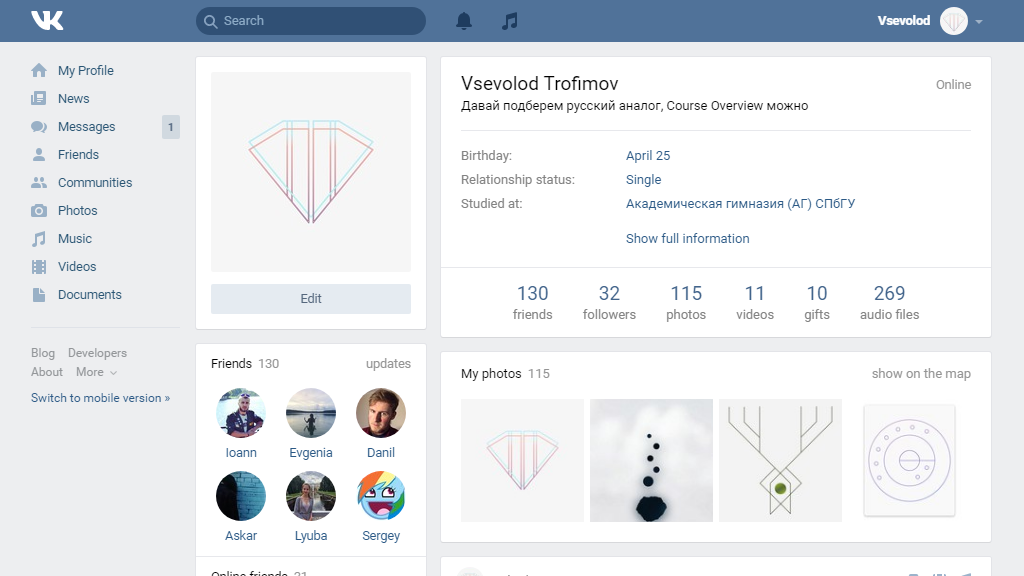 Search
Vsevolod
My Profile
News
Messages 1
Friends
Communities
Photos
Music
Videos
Documents
Blog Developers
About More
Switch to mobile version »
Edit
Friends 130 updates
Ioann Evgenia Danil
Askar Lyuba Sergey
Online friends 21
Vsevolod Trofimov Online
Давай подберем русский аналог, Course Overview можно
Birthday: April 25
Relationship status: Single
Studied at: Академическая гимназия (АГ) СПбГУ
Show full information
130 32 115 11 10 269
friends followers photos videos gifts audio files
My photos 115 show on the map